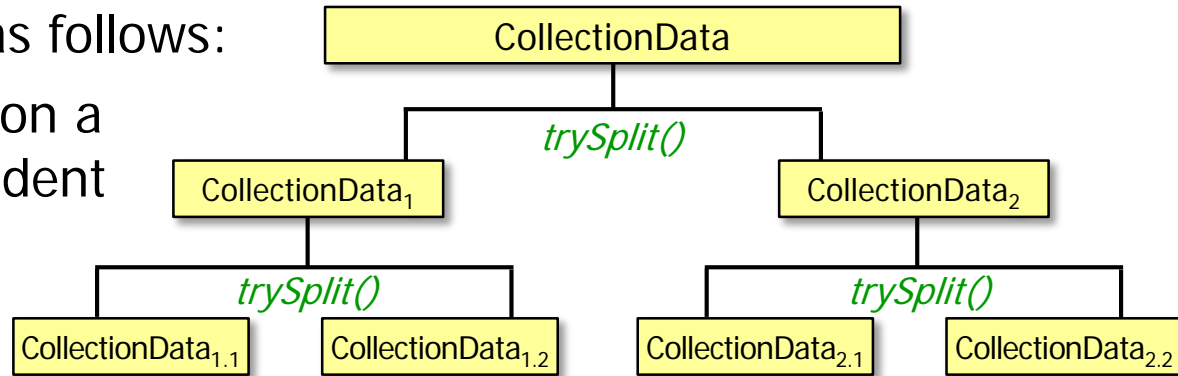 as follows:
CollectionData
on a
trySplit()
dent
CollectionData₁
CollectionData₂
trySplit()
trySplit()
CollectionData₁.₁
CollectionData₁.₂
CollectionData₂.₁
CollectionData₂.₂